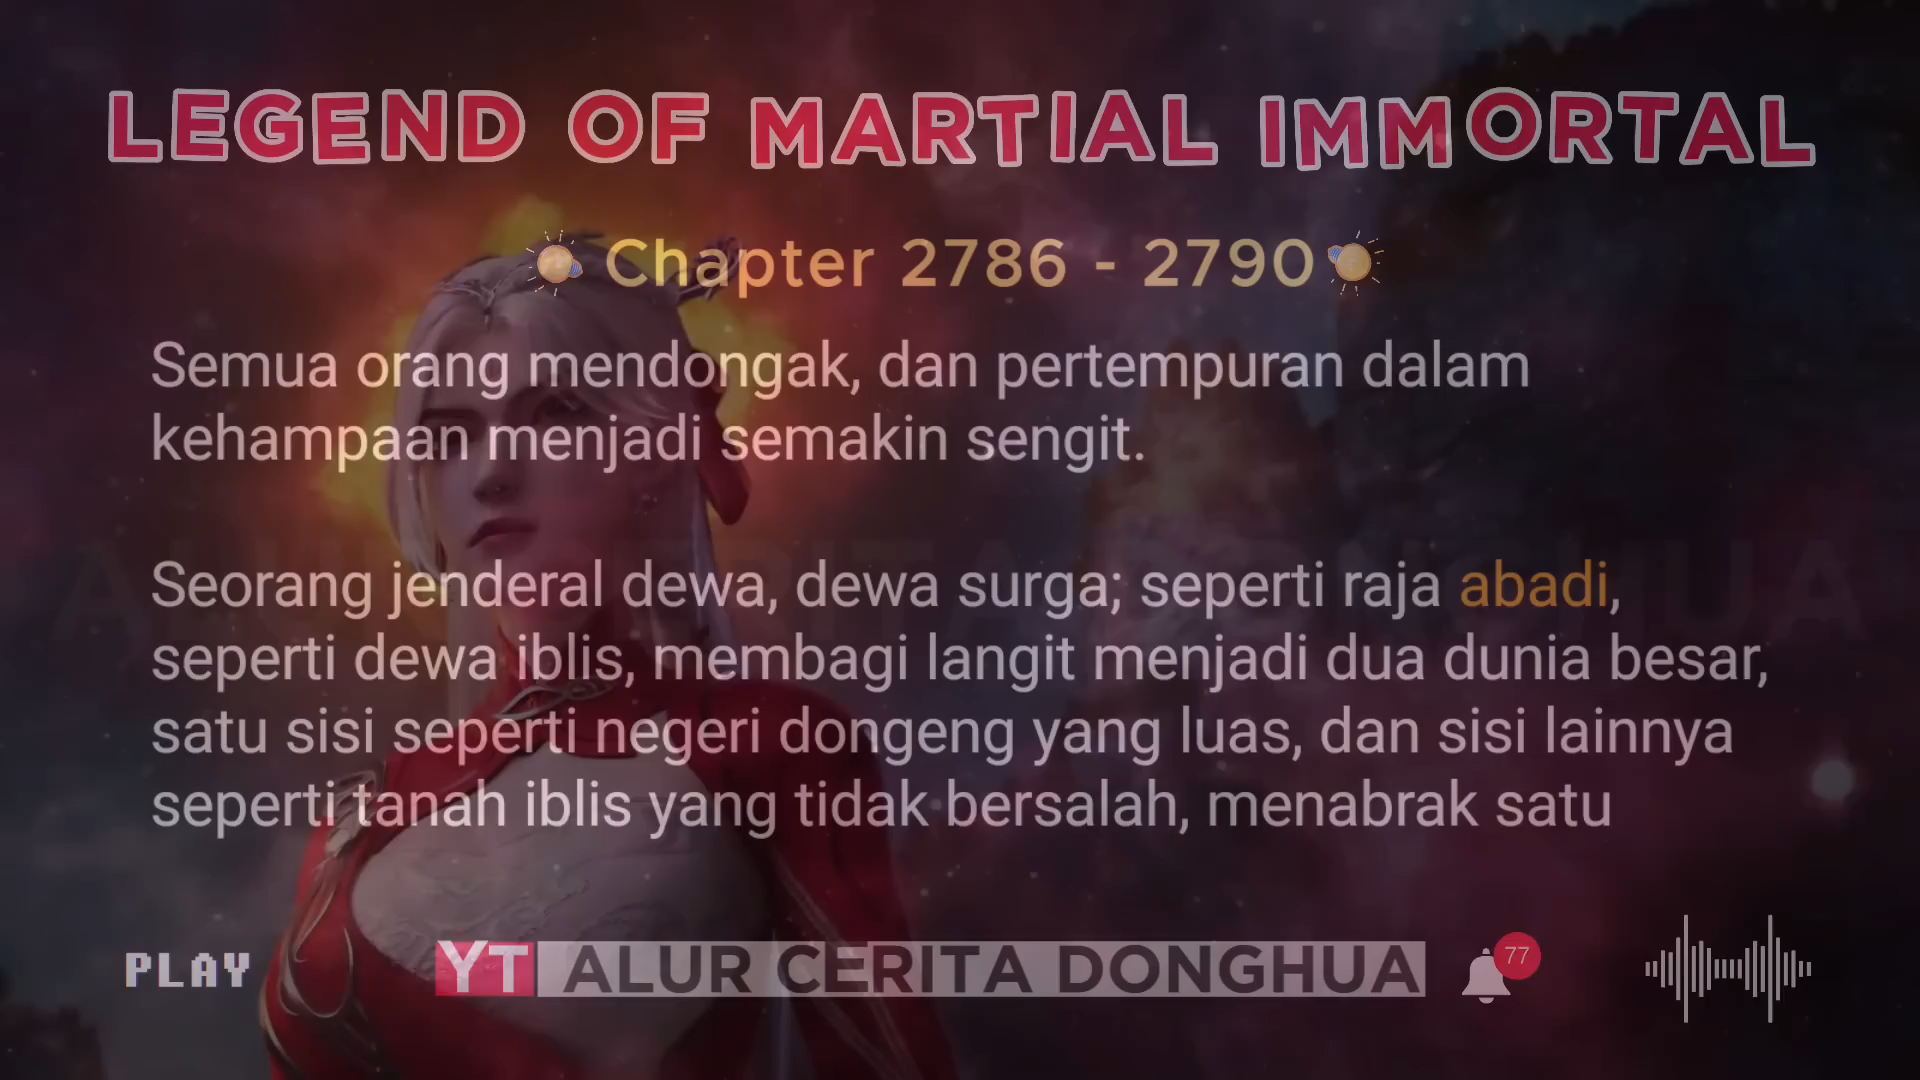 LEGEND OF MARTIAL IMMORTAL
Chapter 2786 - 2790
Semua orang mendongak, dan pertempuran dalam
kehampaan menjadi semakin sengit.
Seorang jenderal dewa, dewa surga; seperti raja abadi,
seperti dewa iblis, membagi langit menjadi dua dunia besar,
satu sisi seperti negeri dongeng yang luas, dan sisi lainnya
seperti tanah iblis yang tidak bersalah, menabrak satu
ALUR CERITA DONGHUA
PLAY
YT ALUR CERITA DONGHUA
77